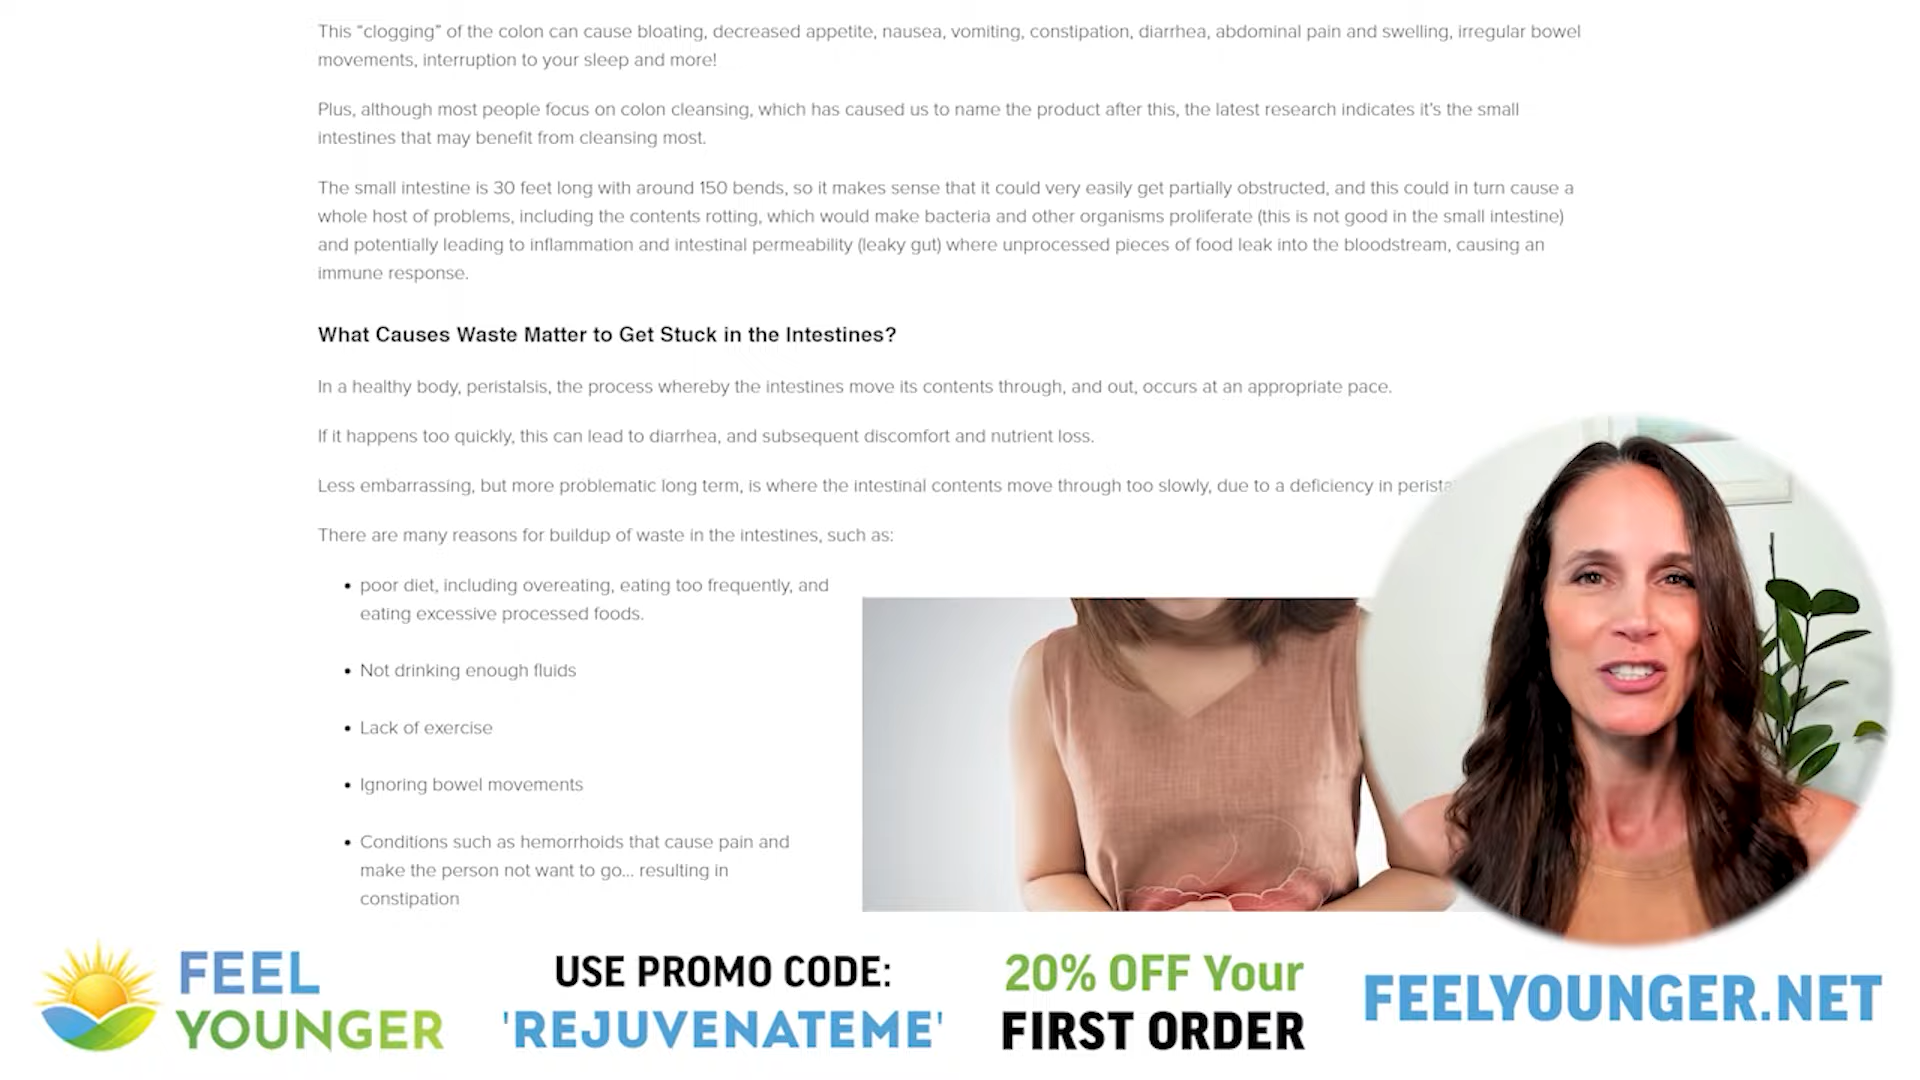 This “clogging” of the colon can cause bloating, decreased appetite, nausea, vomiting, constipation, diarrhea, abdominal pain and swelling, irregular bowel
movements, interruption to your sleep and more!
Plus, although most people focus on colon cleansing, which has caused us to name the product after this, the latest research indicates it’s the small
intestines that may benefit from cleansing most.
The small intestine is 30 feet long with around 150 bends, so it makes sense that it could very easily get partially obstructed, and this could in turn cause a
whole host of problems, including the contents rotting, which would make bacteria and other organisms proliferate (this is not good in the small intestine)
and potentially leading to inflammation and intestinal permeability (leaky gut) where unprocessed pieces of food leak into the bloodstream, causing an
immune response.
What Causes Waste Matter to Get Stuck in the Intestines?
In a healthy body, peristalsis, the process whereby the intestines move its contents through, and out, occurs at an appropriate pace.
If it happens too quickly, this can lead to diarrhea, and subsequent discomfort and nutrient loss.
Less embarrassing, but more problematic long term, is where the intestinal contents move through too slowly, due to a deficiency in
There are many reasons for buildup of waste in the intestines, such as:
• poor diet, including overeating, eating too frequently, and
eating excessive processed foods.
• Not drinking enough fluids
• Lack of exercise
• Ignoring bowel movements
• Conditions such as hemorrhoids that cause pain and
make the person not want to go... resulting in
constipation
FEEL
YOUNGER
USE PROMO CODE:
'REJUVENATEME'
20% OFF Your
FIRST ORDER
FEELYOUNGER.NET